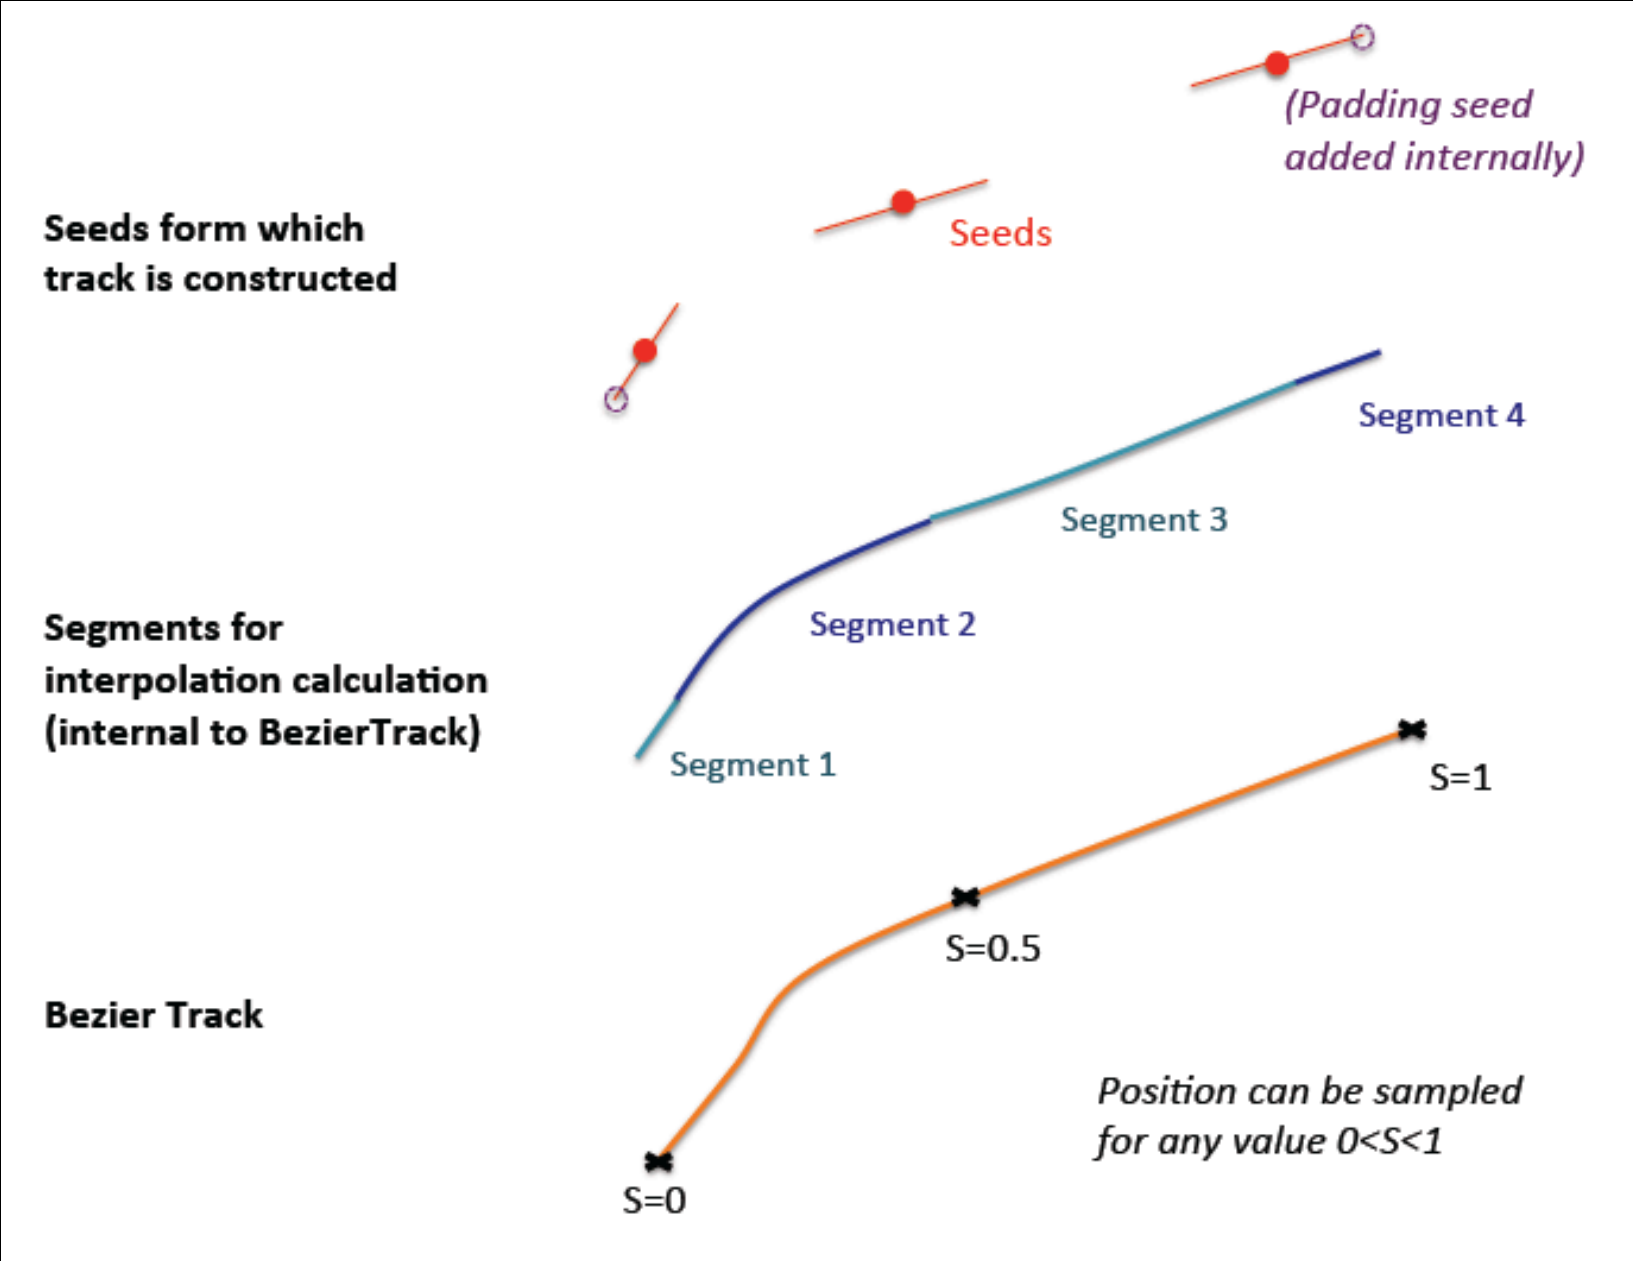 (Padding seed
added internally)
Seeds form which
track is constructed
Seeds
Segment 4
Segment 3
Segments for
interpolation calculation
(internal to BezierTrack)
Segment 2
Segment 1
S=1
S=0.5
Bezier Track
Position can be sampled
for any value 0<S<1
S=0